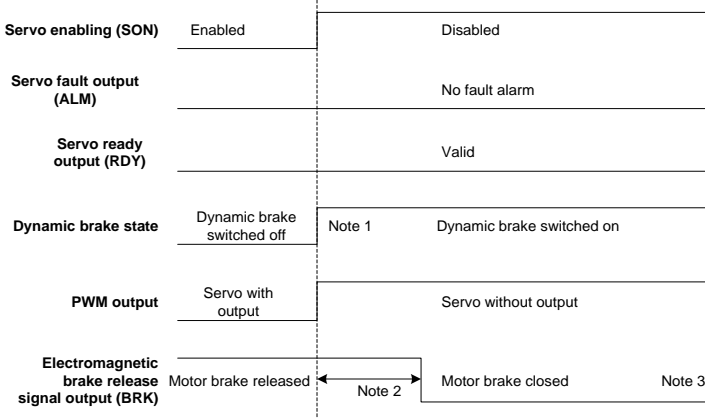 Servo enabling (SON)
Enabled
Disabled
Servo fault output
(ALM)
No fault alarm
Servo ready
output (RDY)
Valid
Dynamic brake state
Dynamic brake
switched off
Note 1
Dynamic brake switched on
PWM output
Servo with
output
Servo without output
Electromagnetic
brake release
signal output (BRK)
Motor brake released
Note 2
Motor brake closed
Note 3